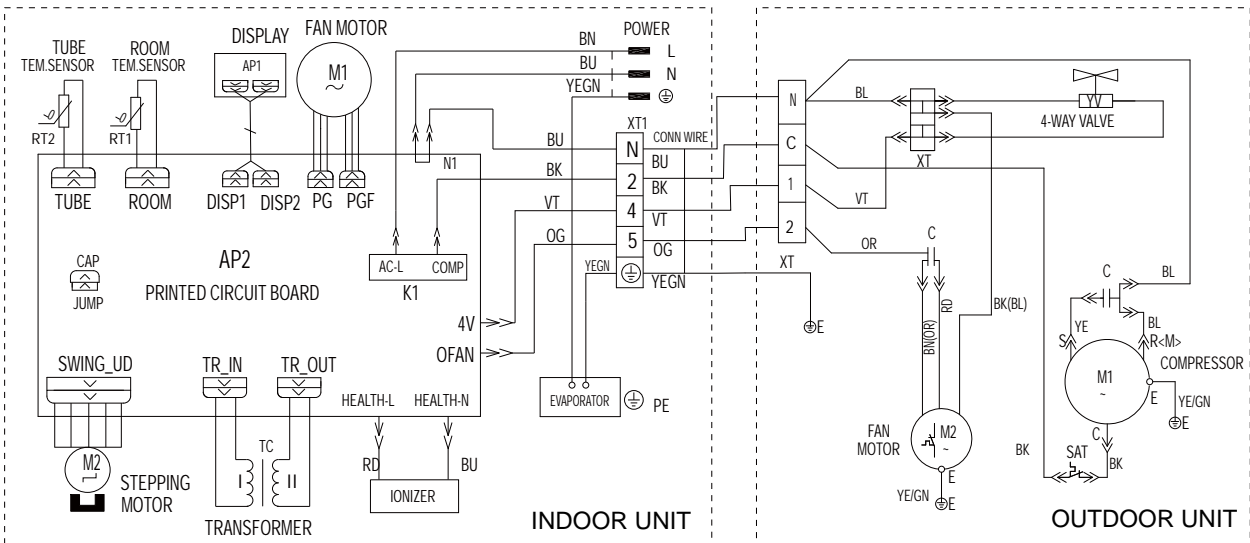 TUBE
TEM.SENSOR
ROOM
TEM.SENSOR
DISPLAY
AP1
FAN MOTOR
M1
~
RT2
RT1
TUBE
ROOM
DISP1
DISP2
PG
PGF
N1
BN
BU
YEGN
POWER
L
N
XT1
CONN WIRE
BU
BK
VT
OG
YEGN
N
2
4
5
BU
BK
VT
OG
YEGN
AP2
PRINTED CIRCUIT BOARD
CAP
JUMP
AC-L
COMP
K1
4V
OFAN
SWING_UD
TR_IN
TR_OUT
HEALTH-L
HEALTH-N
M2
STEPPING
MOTOR
TC
I
II
TRANSFORMER
RD
BU
IONIZER
EVAPORATOR
PE
INDOOR UNIT
N
C
1
2
XT
E
BL
VT
OR
XT
YV
4-WAY VALVE
C
BN(OR)
RD
BK(BL)
FAN
MOTOR
M2
~
E
YE/GN
E
C
BL
YE
BL
S
R<M>
COMPRESSOR
M1
~
E
YE/GN
E
C
SAT
BK
BK
OUTDOOR UNIT